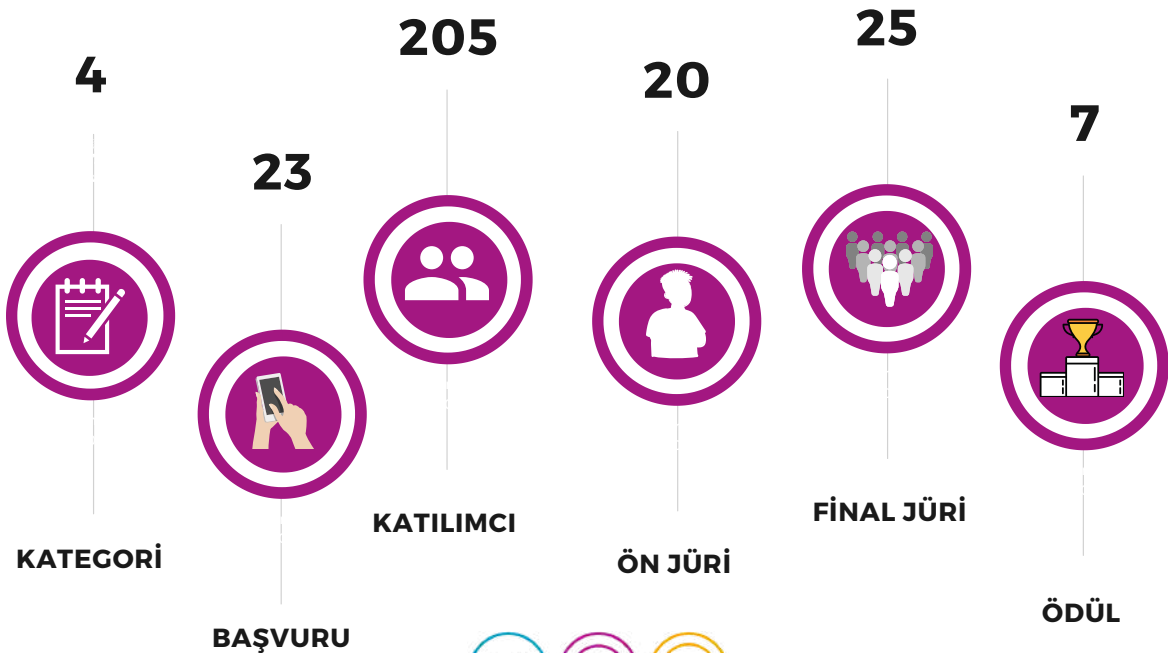 4
KATEGORİ
23
BAŞVURU
205
KATILIMCI
20
ÖN JÜRİ
25
FİNAL JÜRİ
7
ÖDÜL